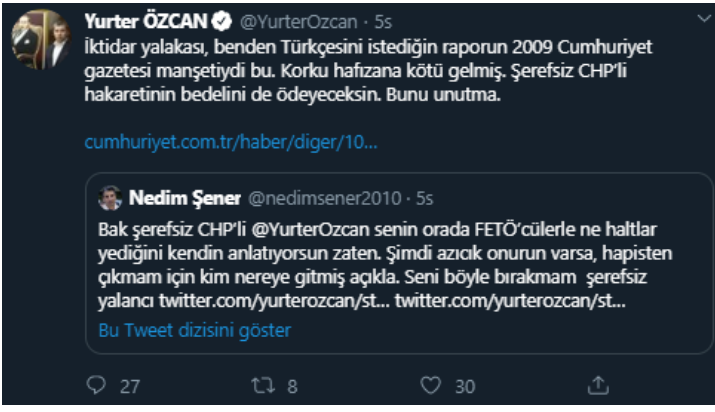 Yurter ÖZCAN @YurterOzcan · 5s
İktidar yalakası, benden Türkçesini istediğin raporun 2009 Cumhuriyet
gazetesi manşetiydi bu. Korku hafızana kötü gelmiş. Şerefsiz CHP'li
hakaretinin bedelini de ödeyeceksin. Bunu unutma.
cumhuriyet.com.tr/haber/diger/10...
Nedim Şener @nedimsener2010 · 5s
Bak şerefsiz CHP'li @YurterOzcan senin orada FETÖ'cülerle ne haltlar
yediğini kendin anlatıyorsun zaten. Şimdi azıcık onurun varsa, hapisten
çıkmam için kim nereye gitmiş açıkla. Seni böyle bırakmam şerefsiz
yalancı twitter.com/yurterozcan/st... twitter.com/yurterozcan/st...
Bu Tweet dizisini göster
27 8 30